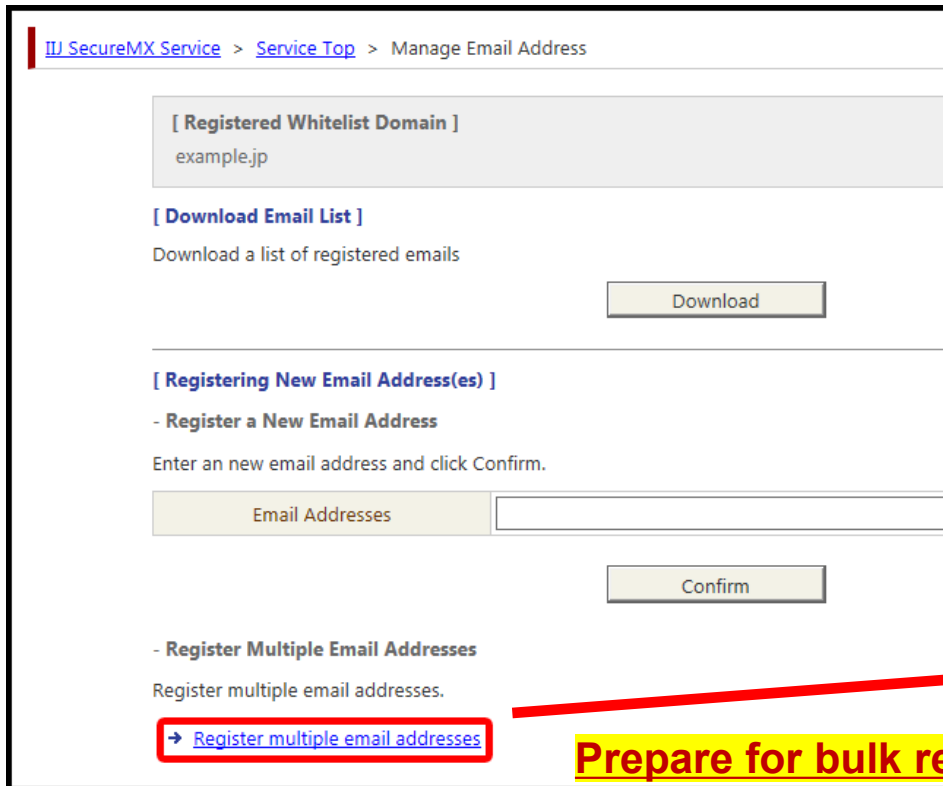 IIJ SecureMX Service > Service Top > Manage Email Address
[ Registered Whitelist Domain ]
example.jp
[ Download Email List ]
Download a list of registered emails
Download
[ Registering New Email Address(es) ]
- Register a New Email Address
Enter an new email address and click Confirm.
Email Addresses
Confirm
- Register Multiple Email Addresses
Register multiple email addresses.
→ Register multiple email addresses
Prepare for bulk